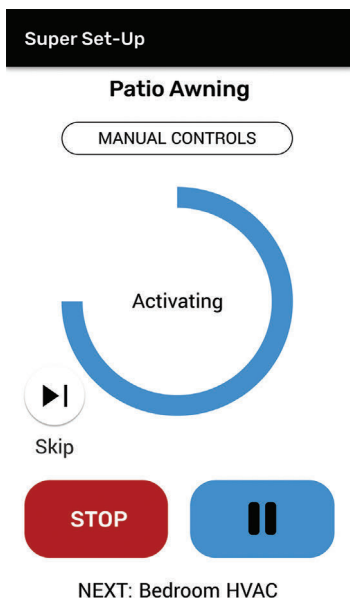 Super Set-Up
Patio Awning
MANUAL CONTROLS
Activating
Skip
STOP
NEXT: Bedroom HVAC